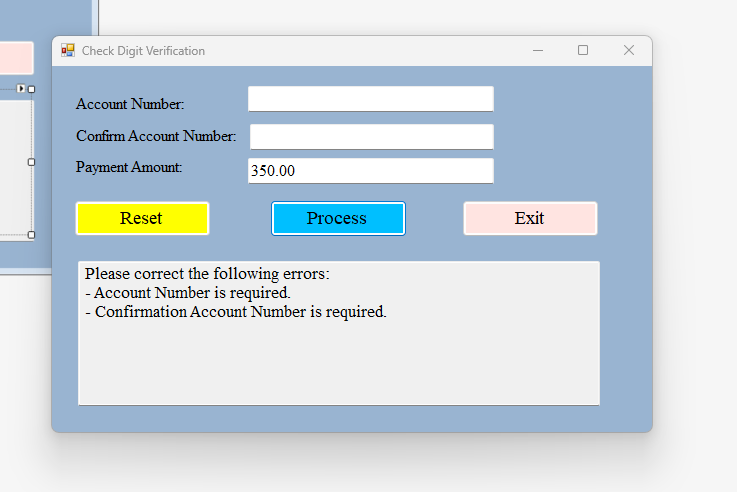 Check Digit Verification
Account Number:
Confirm Account Number:
Payment Amount:
350.00
Reset
Process
Exit
Please correct the following errors:
- Account Number is required.
- Confirmation Account Number is required.